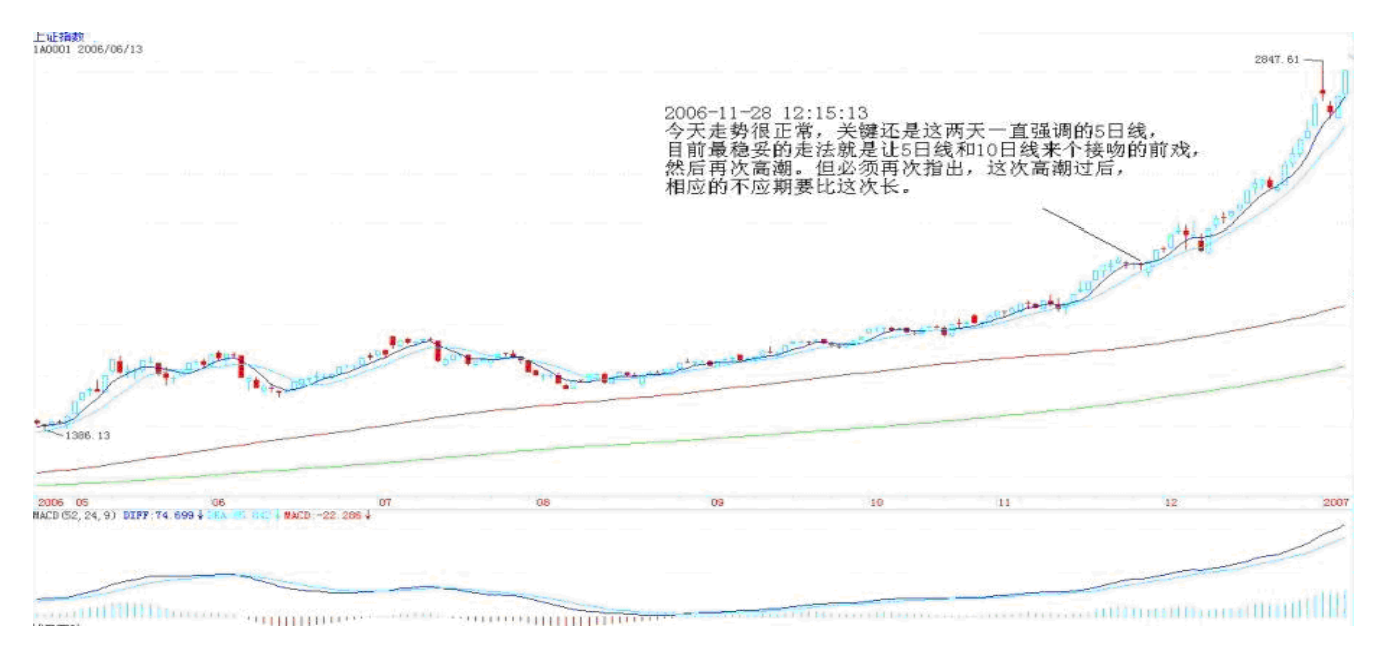 上证指数
1A0001 2006/06/13
2847.61
2006-11-28 12:15:13
今天走势很正常，关键还是这两天一直强调的5日线，
目前最稳妥的走法就是让5日线和10日线来个接吻的前戏，
然后再次高潮。但必须再次指出，这次高潮过后，
相应的不应期要比这次长。
1386.13
2006 05 06 07 08 09 10 11 12 2007
MACD(52,24,9) DIFF:74.699↓ MACD:-22.286↓